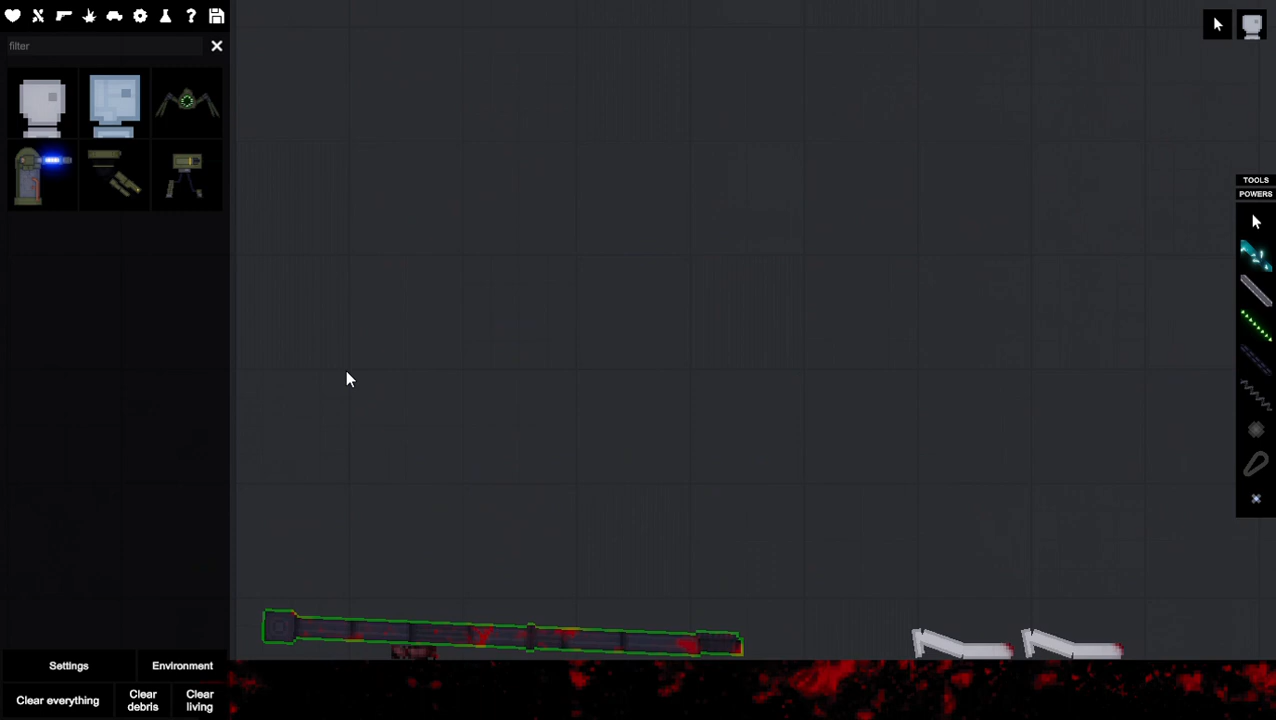 ?
filter
TOOLS
POWERS
Settings
Environment
Clear everything
Clear
debris
Clear
living